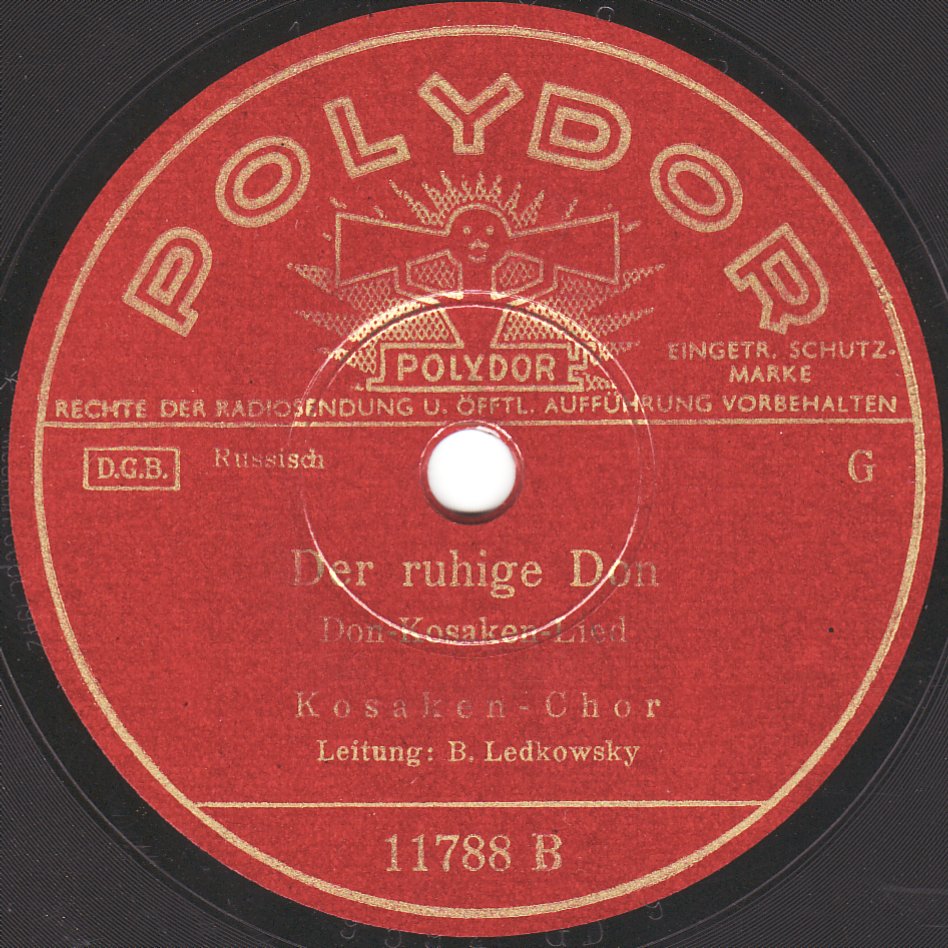 POLYDOR
POLYDOR
EINGETR. SCHUTZ-
MARKE
RECHTE DER RADIOSENDUNG U. ÖFFTL. AUFFÜHRUNG VORBEHALTEN
D.G.B.
Russisch
G
Der ruhige Don
Don-Kosaken-Lied
Kosaken-Chor
Leitung: B. Ledkowsky
11788 B